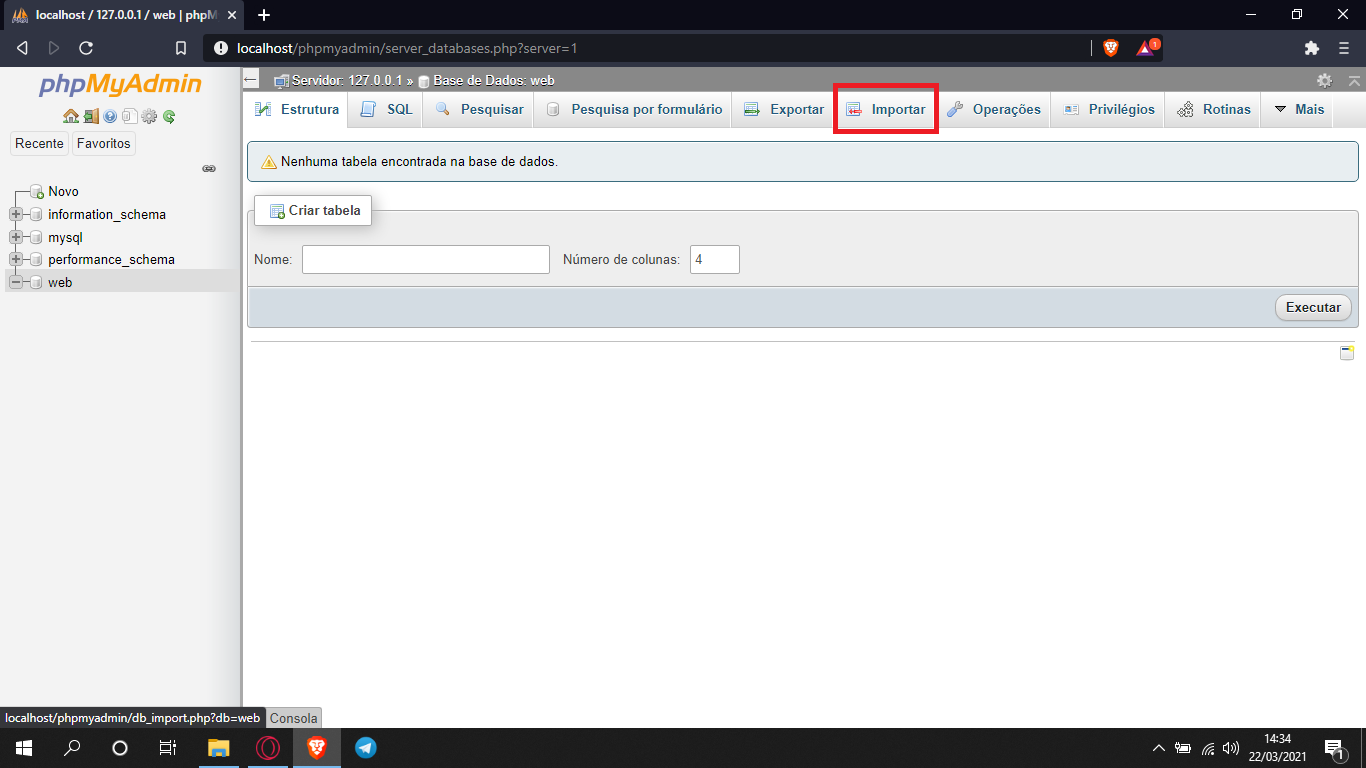 localhost / 127.0.0.1 / web | phpM
localhost/phpmyadmin/server_databases.php?server=1
1
phpMyAdmin
Recente Favoritos
Novo
information_schema
mysql
performance_schema
web
Servidor: 127.0.0.1 » Base de Dados: web
Estrutura SQL Pesquisar Pesquisa por formulário Exportar Importar Operações Privilégios Rotinas Mais
Nenhuma tabela encontrada na base de dados.
Criar tabela
Nome: Número de colunas: 4
Executar
localhost/phpmyadmin/db_import.php?db=web
Consola
14:34
22/03/2021
1